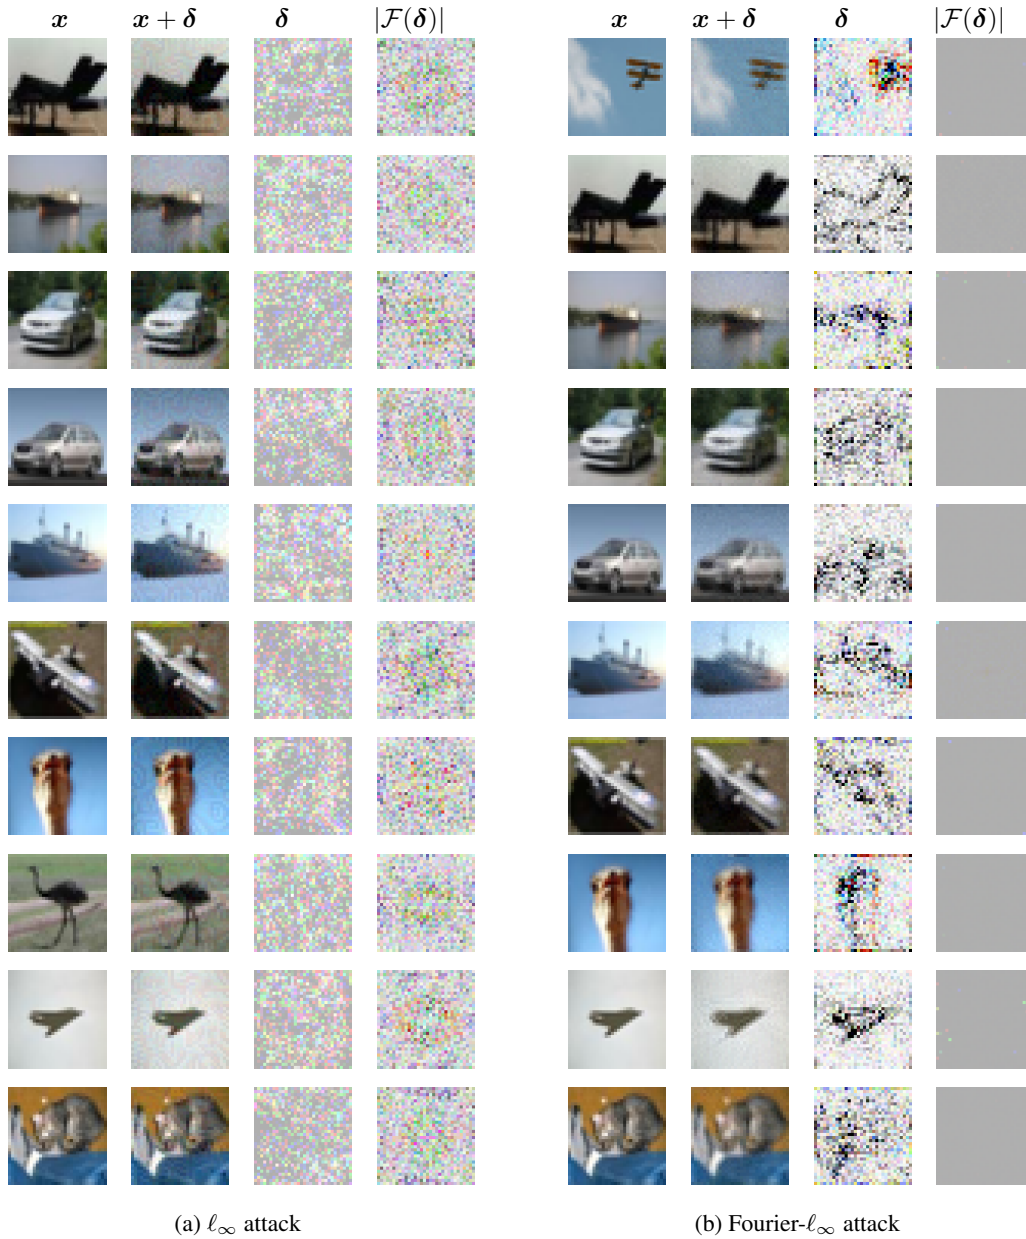 x x + δ δ |F(δ)| x x + δ δ |F(δ)|
(a) ℓ∞ attack (b) Fourier-ℓ∞ attack